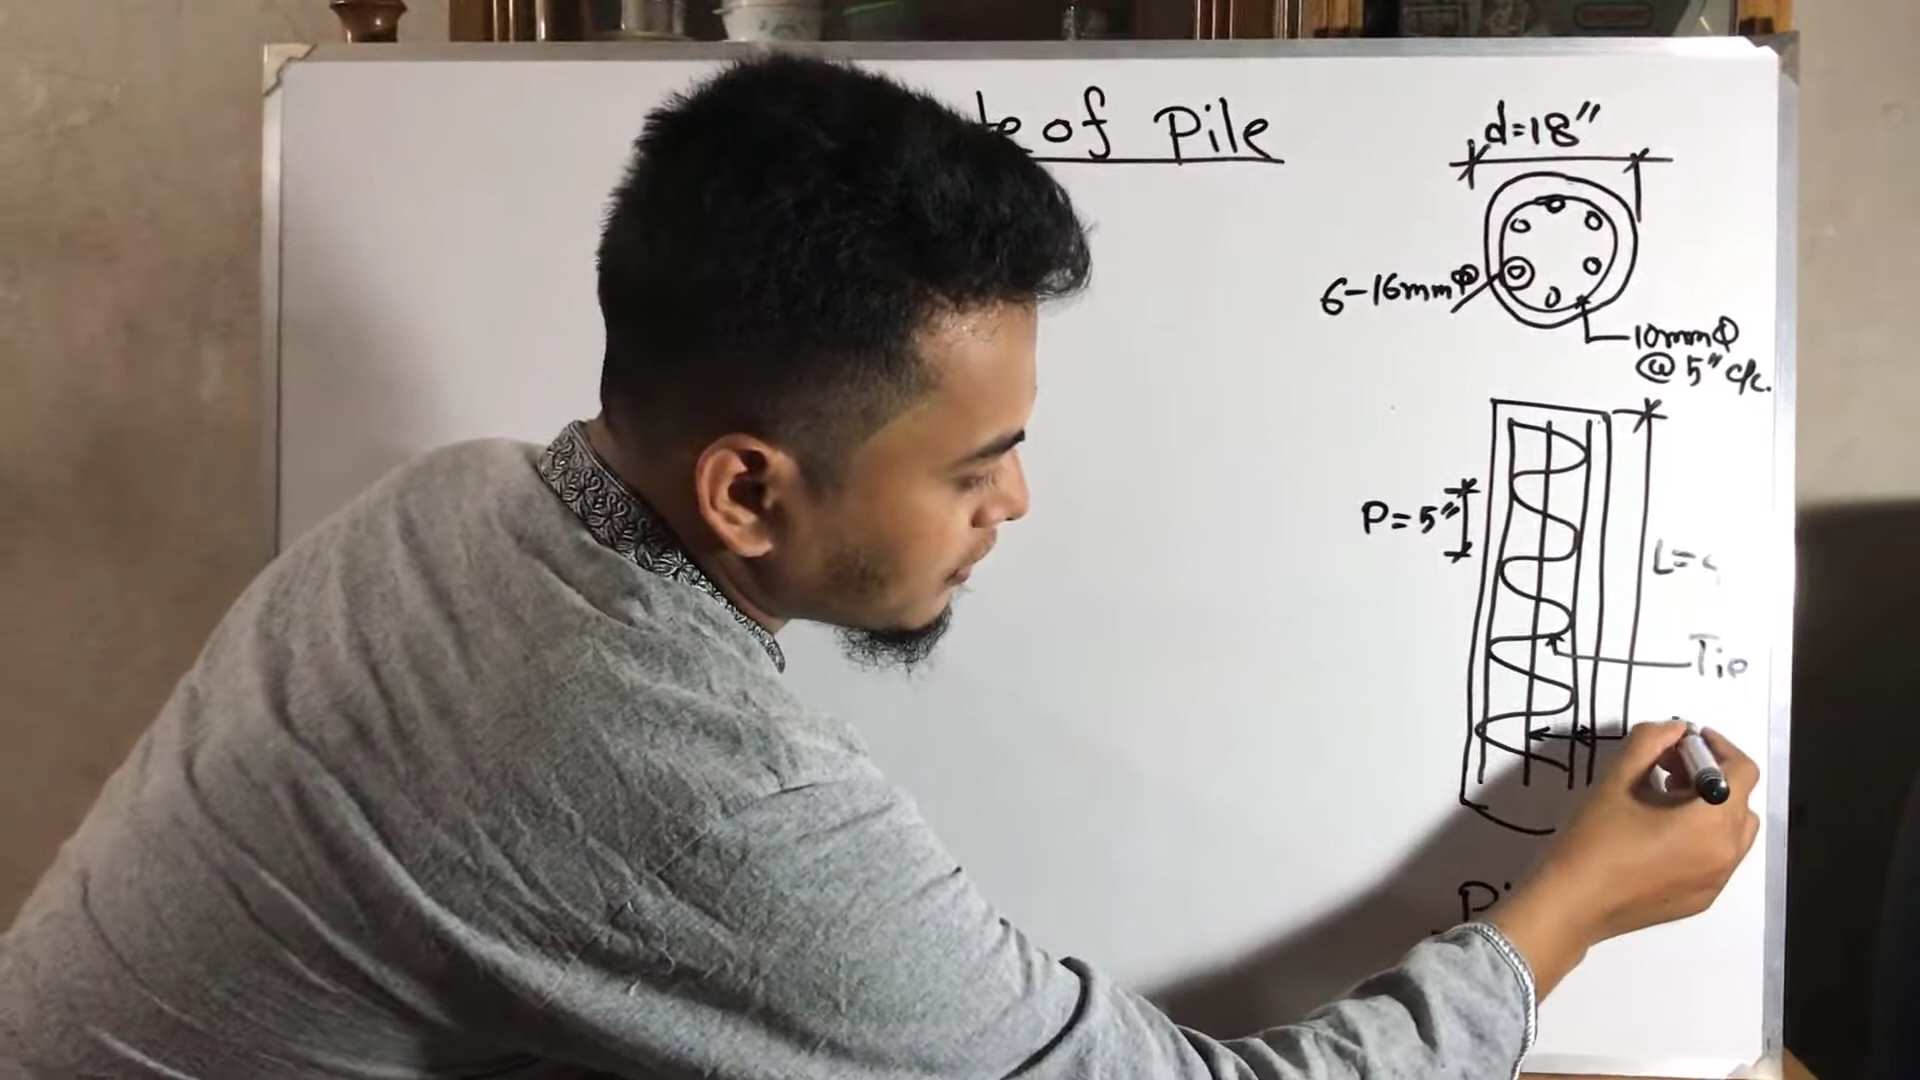 of Pile
d=18"
6-16mmΦ
10mmΦ
@ 5" c/c.
P=5"
L=
Tie